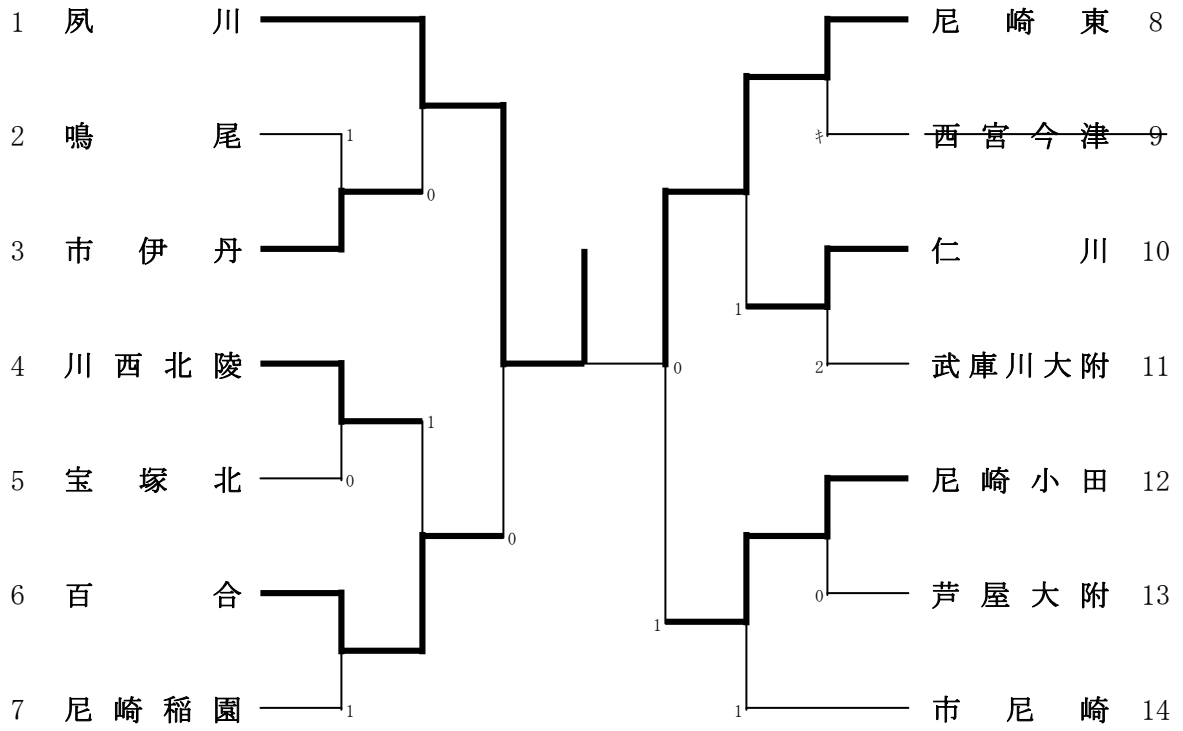 1 夙川
2 鳴尾
3 市伊丹
4 川西北陵
5 宝塚北
6 百合
7 尼崎稲園
1
0
1
0
0
1
0
尼崎東 8
西宮今津 9
仁川 10
武庫川大附 11
尼崎小田 12
芦屋大附 13
市尼崎 14
ｷ
1
2
0
1
1